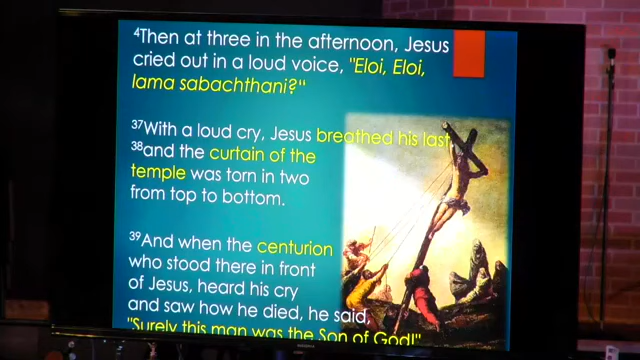 ⁴Then at three in the afternoon, Jesus
cried out in a loud voice, "Eloi, Eloi,
lama sabachthani?"
³⁷With a loud cry, Jesus breathed his last
³⁸and the curtain of the
temple was torn in two
from top to bottom.
³⁹And when the centurion
who stood there in front
of Jesus, heard his cry
and saw how he died, he said,
"Surely this man was the Son of God!"